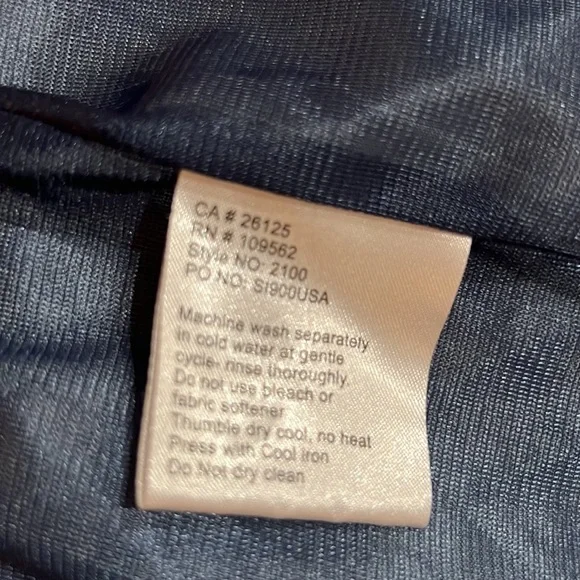 CA # 26125
RN # 109562
Style NO: 2100
PO NO: SI900USA
Machine wash separately
in cold water at gentle
cycle- rinse thoroughly.
Do not use bleach or
fabric softener
Thumble dry cool, no heat
Press with Cool iron
Do Not dry clean